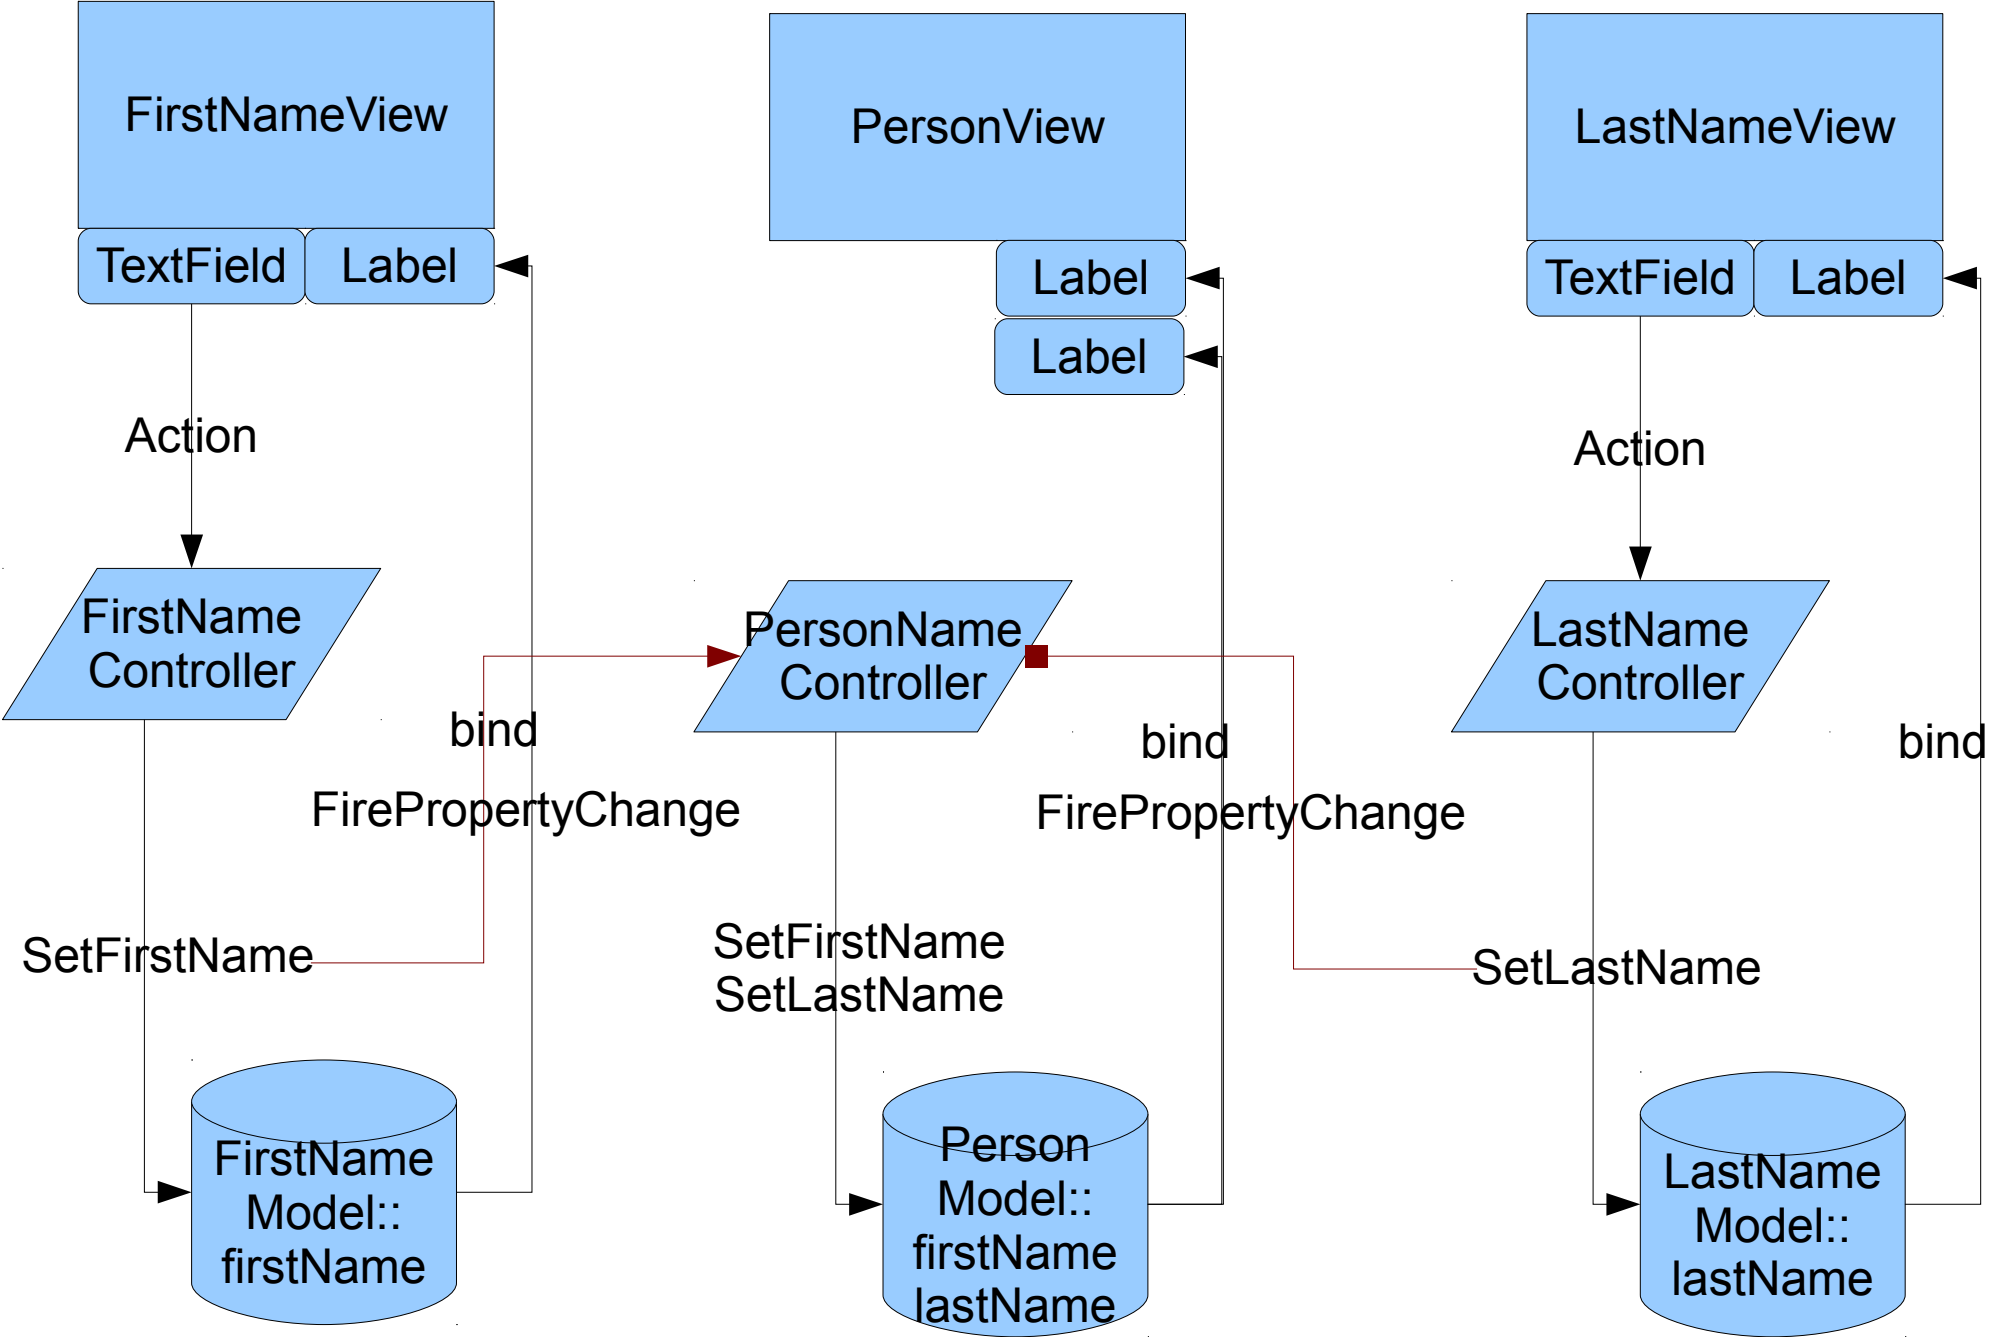 FirstNameView
PersonView
LastNameView
TextField
Label
Label
Label
TextField
Label
Action
Action
FirstName
Controller
PersonName
Controller
LastName
Controller
bind
bind
bind
FirePropertyChange
FirePropertyChange
SetFirstName
SetFirstName
SetLastName
SetLastName
FirstName
Model::
firstName
Person
Model::
firstName
lastName
LastName
Model::
lastName